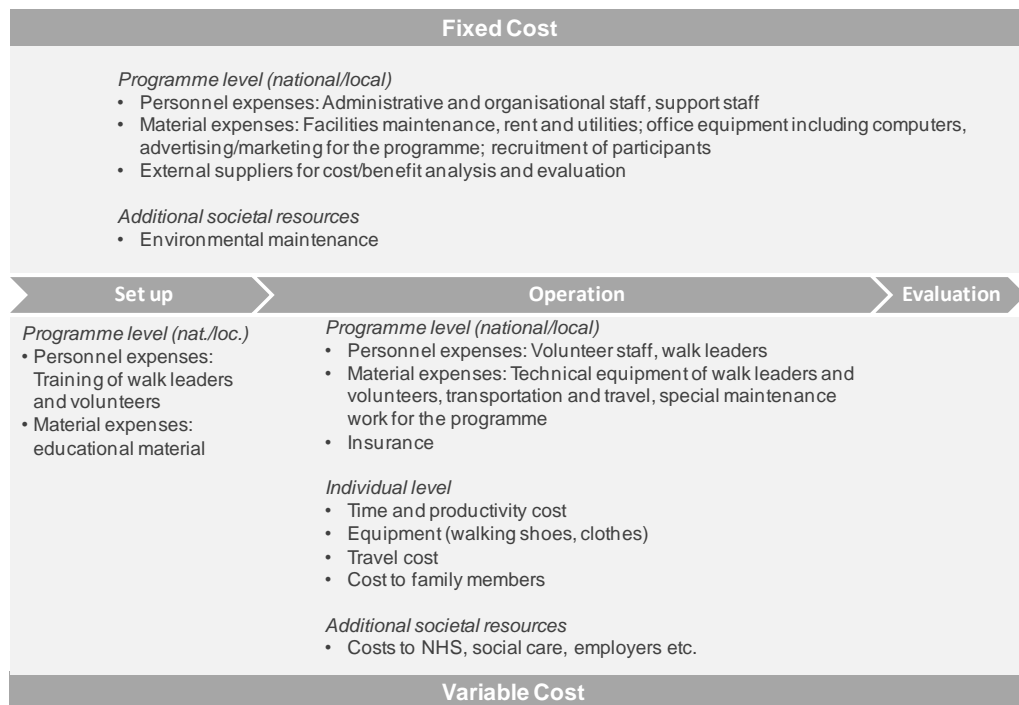 Fixed Cost
Programme level (national/local)
• Personnel expenses: Administrative and organisational staff, support staff
• Material expenses: Facilities maintenance, rent and utilities; office equipment including computers,
advertising/marketing for the programme; recruitment of participants
• External suppliers for cost/benefit analysis and evaluation
Additional societal resources
• Environmental maintenance
Set up
Operation
Evaluation
Programme level (nat./loc.)
• Personnel expenses:
Training of walk leaders
and volunteers
• Material expenses:
educational material
Programme level (national/local)
• Personnel expenses: Volunteer staff, walk leaders
• Material expenses: Technical equipment of walk leaders and
volunteers, transportation and travel, special maintenance
work for the programme
• Insurance
Individual level
• Time and productivity cost
• Equipment (walking shoes, clothes)
• Travel cost
• Cost to family members
Additional societal resources
• Costs to NHS, social care, employers etc.
Variable Cost